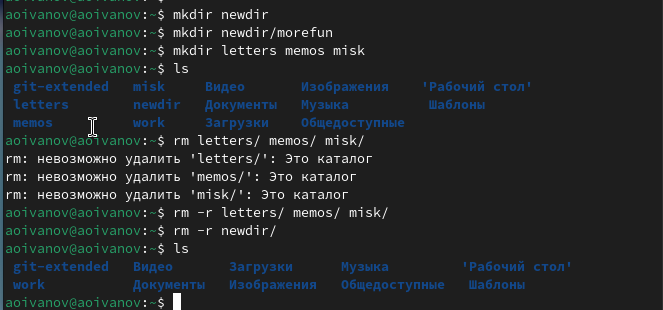 aoivanov@aoivanov:~$ mkdir newdir
aoivanov@aoivanov:~$ mkdir newdir/morefun
aoivanov@aoivanov:~$ mkdir letters memos misk
aoivanov@aoivanov:~$ ls
git-extended misk Видео Изображения 'Рабочий стол'
letters newdir Документы Музыка Шаблоны
memos work Загрузки Общедоступные
aoivanov@aoivanov:~$ rm letters/ memos/ misk/
rm: невозможно удалить 'letters/': Это каталог
rm: невозможно удалить 'memos/': Это каталог
rm: невозможно удалить 'misk/': Это каталог
aoivanov@aoivanov:~$ rm -r letters/ memos/ misk/
aoivanov@aoivanov:~$ rm -r newdir/
aoivanov@aoivanov:~$ ls
git-extended Видео Загрузки Музыка 'Рабочий стол'
work Документы Изображения Общедоступные Шаблоны
aoivanov@aoivanov:~$